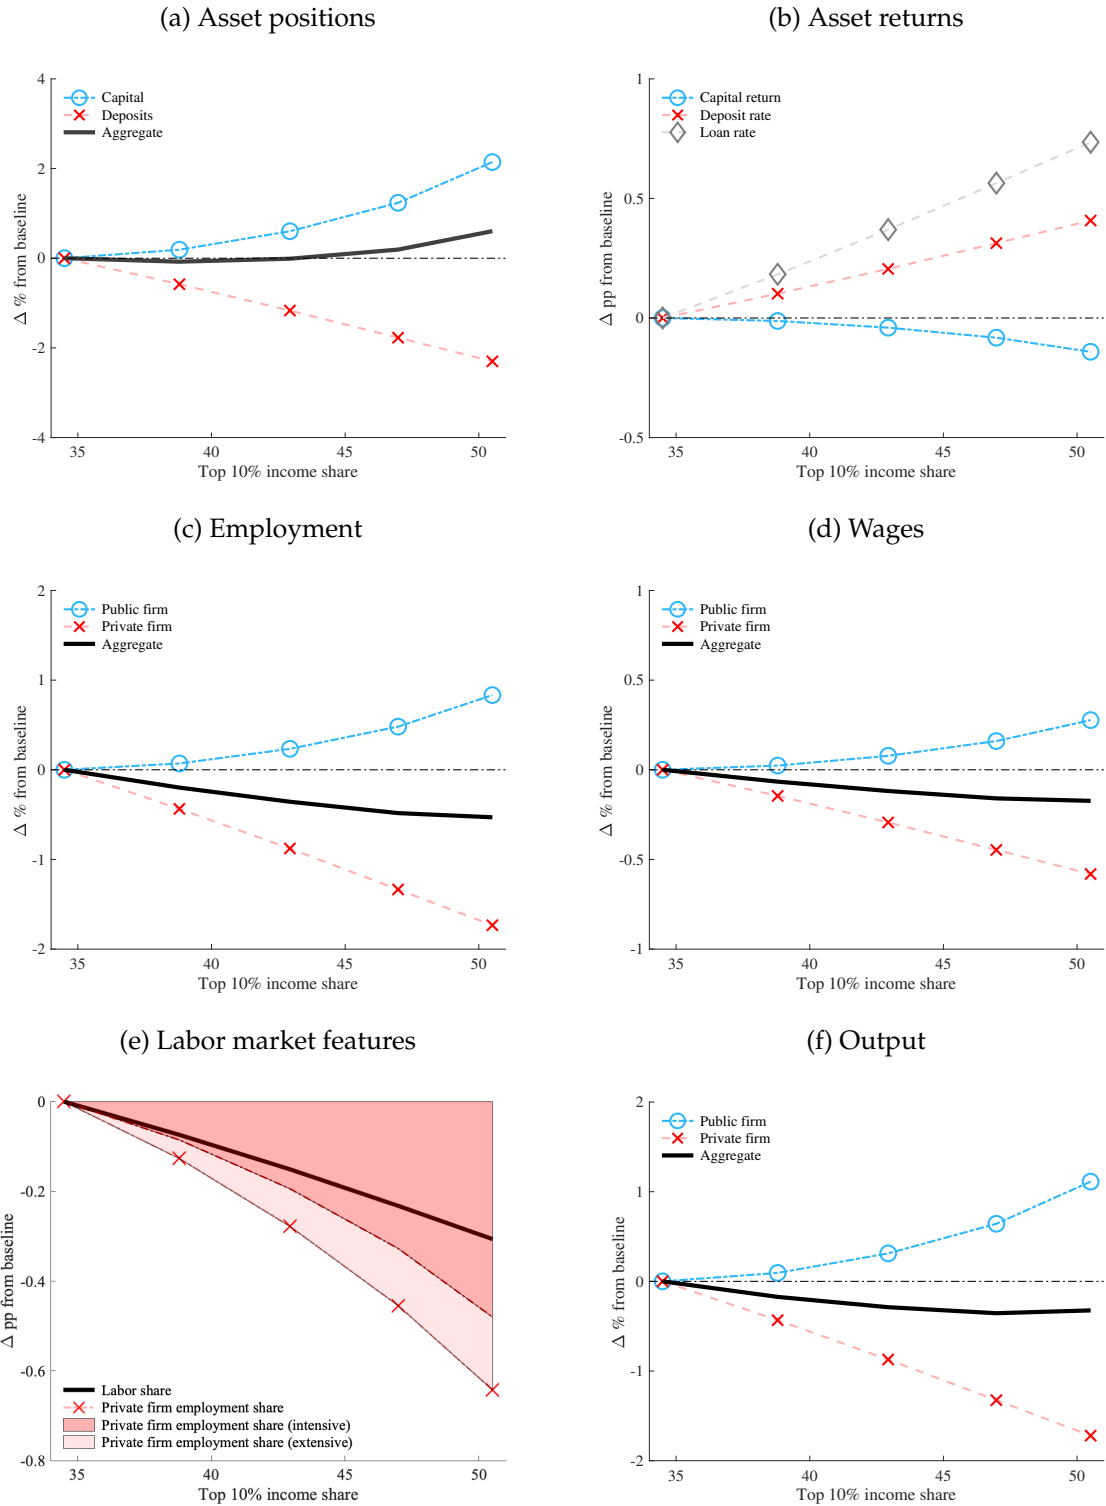 (a) Asset positions
4
2
0
-2
-4
Δ % from baseline
Capital
Deposits
Aggregate
35 40 45 50
Top 10% income share
(b) Asset returns
1
0.5
0
-0.5
Δ pp from baseline
Capital return
Deposit rate
Loan rate
35 40 45 50
Top 10% income share
(c) Employment
2
1
0
-1
-2
Δ % from baseline
Public firm
Private firm
Aggregate
35 40 45 50
Top 10% income share
(d) Wages
1
0.5
0
-0.5
-1
Δ % from baseline
Public firm
Private firm
Aggregate
35 40 45 50
Top 10% income share
(e) Labor market features
0
-0.2
-0.4
-0.6
-0.8
Δ pp from baseline
Labor share
Private firm employment share
Private firm employment share (intensive)
Private firm employment share (extensive)
35 40 45 50
Top 10% income share
(f) Output
2
1
0
-1
-2
Δ % from baseline
Public firm
Private firm
Aggregate
35 40 45 50
Top 10% income share